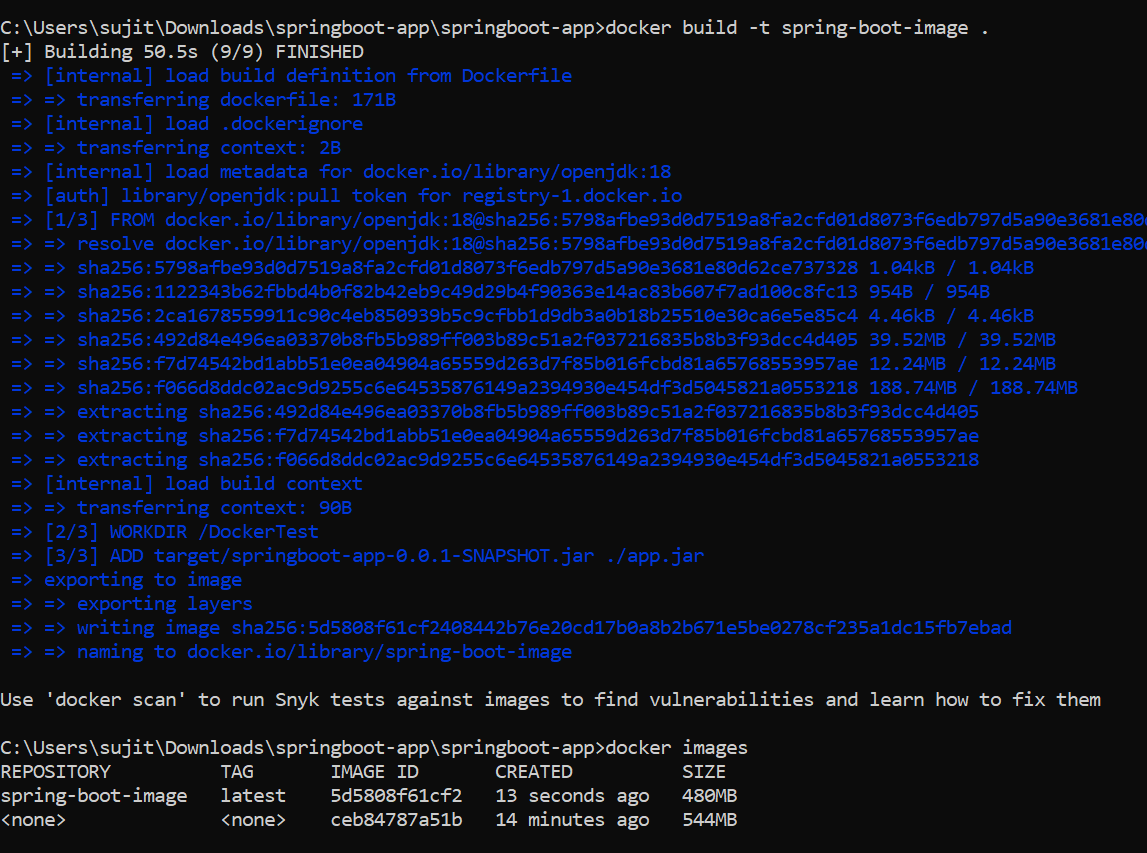 C:\Users\sujit\Downloads\springboot-app\springboot-app>docker build -t spring-boot-image .
[+] Building 50.5s (9/9) FINISHED
=> [internal] load build definition from Dockerfile
=> => transferring dockerfile: 171B
=> [internal] load .dockerignore
=> => transferring context: 2B
=> [internal] load metadata for docker.io/library/openjdk:18
=> [auth] library/openjdk:pull token for registry-1.docker.io
=> [1/3] FROM docker.io/library/openjdk:18@sha256:5798afbe93d0d7519a8fa2cfd01d8073f6edb797d5a90e3681e80
=> => resolve docker.io/library/openjdk:18@sha256:5798afbe93d0d7519a8fa2cfd01d8073f6edb797d5a90e3681e80
=> => sha256:5798afbe93d0d7519a8fa2cfd01d8073f6edb797d5a90e3681e80d62ce737328 1.04kB / 1.04kB
=> => sha256:1122343b62fbbd4b0f82b42eb9c49d29b4f90363e14ac83b607f7ad100c8fc13 954B / 954B
=> => sha256:2ca1678559911c90c4eb850939b5c9cfbb1d9db3a0b18b25510e30ca6e5e85c4 4.46kB / 4.46kB
=> => sha256:492d84e496ea03370b8fb5b989ff003b89c51a2f037216835b8b3f93dcc4d405 39.52MB / 39.52MB
=> => sha256:f7d74542bd1abb51e0ea04904a65559d263d7f85b016fcbd81a65768553957ae 12.24MB / 12.24MB
=> => sha256:f066d8ddc02ac9d9255c6e64535876149a2394930e454df3d5045821a0553218 188.74MB / 188.74MB
=> => extracting sha256:492d84e496ea03370b8fb5b989ff003b89c51a2f037216835b8b3f93dcc4d405
=> => extracting sha256:f7d74542bd1abb51e0ea04904a65559d263d7f85b016fcbd81a65768553957ae
=> => extracting sha256:f066d8ddc02ac9d9255c6e64535876149a2394930e454df3d5045821a0553218
=> [internal] load build context
=> => transferring context: 90B
=> [2/3] WORKDIR /DockerTest
=> [3/3] ADD target/springboot-app-0.0.1-SNAPSHOT.jar ./app.jar
=> exporting to image
=> => exporting layers
=> => writing image sha256:5d5808f61cf2408442b76e20cd17b0a8b2b671e5be0278cf235a1dc15fb7ebad
=> => naming to docker.io/library/spring-boot-image
Use 'docker scan' to run Snyk tests against images to find vulnerabilities and learn how to fix them
C:\Users\sujit\Downloads\springboot-app\springboot-app>docker images
REPOSITORY TAG IMAGE ID CREATED SIZE
spring-boot-image latest 5d5808f61cf2 13 seconds ago 480MB
<none> <none> ceb84787a51b 14 minutes ago 544MB